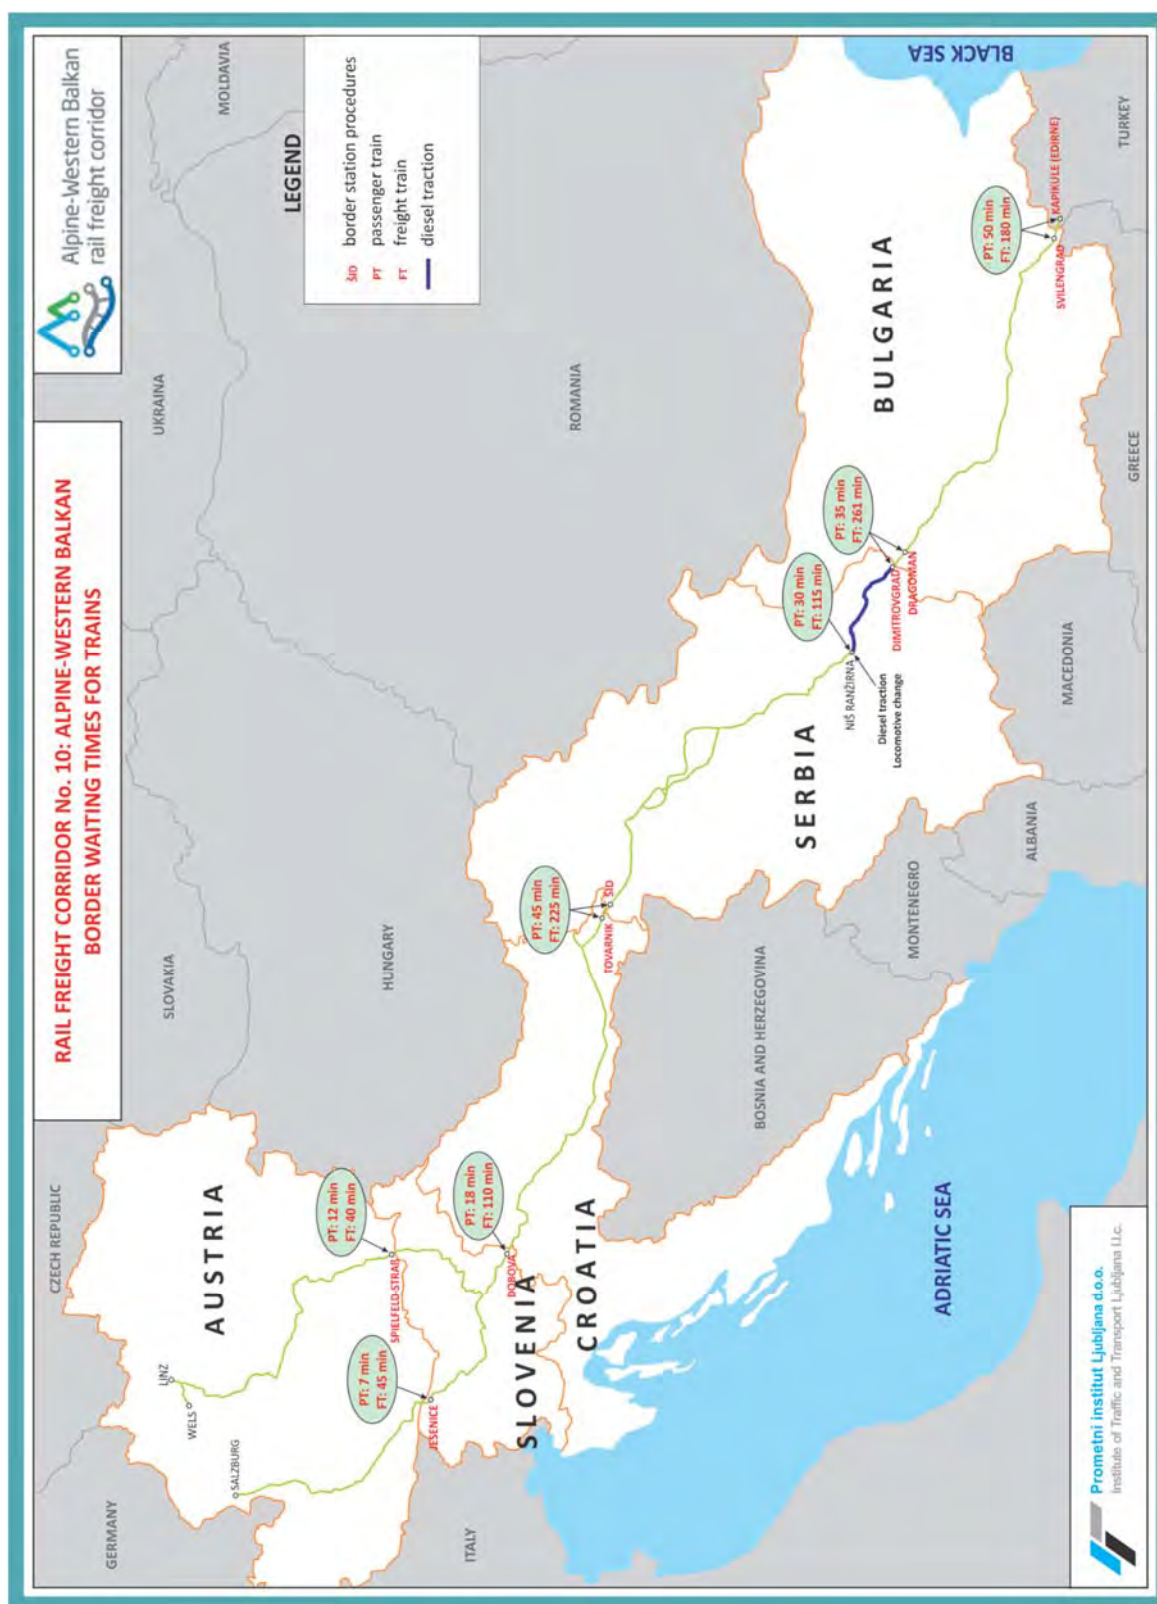 RAIL FREIGHT CORRIDOR No. 10: ALPINE-WESTERN BALKAN
BORDER WAITING TIMES FOR TRAINS
Alpine-Western Balkan
rail freight corridor
LEGEND
ŠID border station procedures
PT passenger train
FT freight train
diesel traction
CZECH REPUBLIC
SLOVAKIA
UKRAINA
MOLDAVIA
GERMANY
AUSTRIA
HUNGARY
ROMANIA
BLACK SEA
LINZ
WELS
SALZBURG
PT: 12 min
FT: 40 min
SPIELFELD-STRAß
PT: 7 min
FT: 45 min
JESENICE
ITALY
SLOVENIA
PT: 18 min
FT: 110 min
DOBOVA
CROATIA
PT: 45 min
FT: 225 min
TOVARNIK
ŠID
BOSNIA AND HERZEGOVINA
SERBIA
PT: 30 min
FT: 115 min
NIŠ RANŽIRNA
Diesel traction
Locomotive change
PT: 35 min
FT: 261 min
DIMITROVGRAD
DRAGOMAN
BULGARIA
PT: 50 min
FT: 180 min
SVILENGRAD
KAPIKULE (EDIRNE)
TURKEY
GREECE
MACEDONIA
ALBANIA
MONTENEGRO
ADRIATIC SEA
Prometni institut Ljubljana d.o.o.
Institute of Traffic and Transport Ljubljana l.l.c.